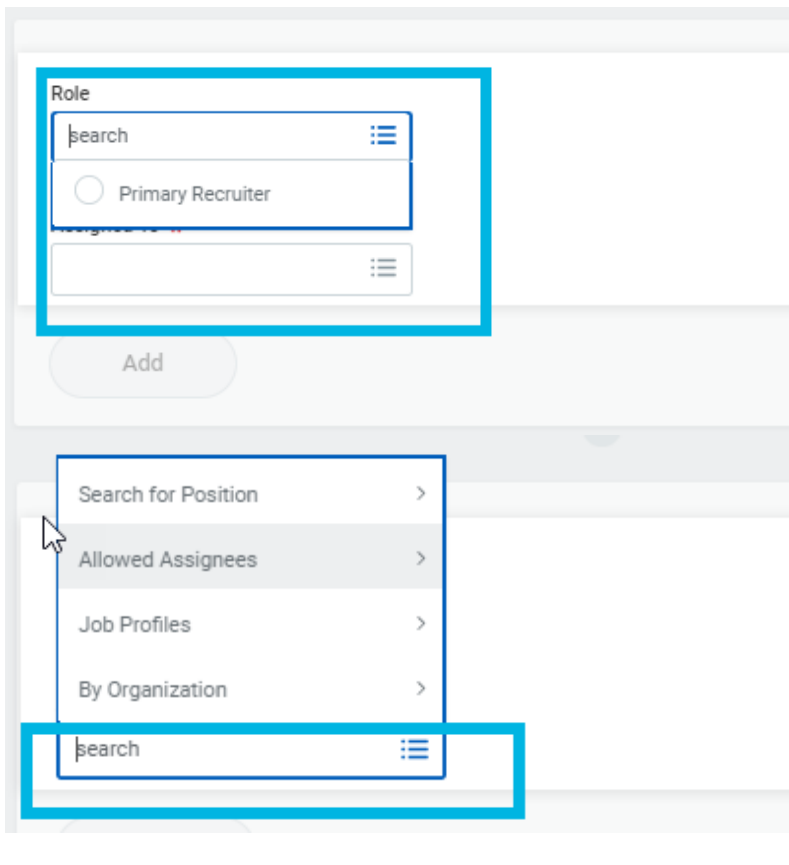 Role
search
Primary Recruiter
Add
Search for Position
Allowed Assignees
Job Profiles
By Organization
search